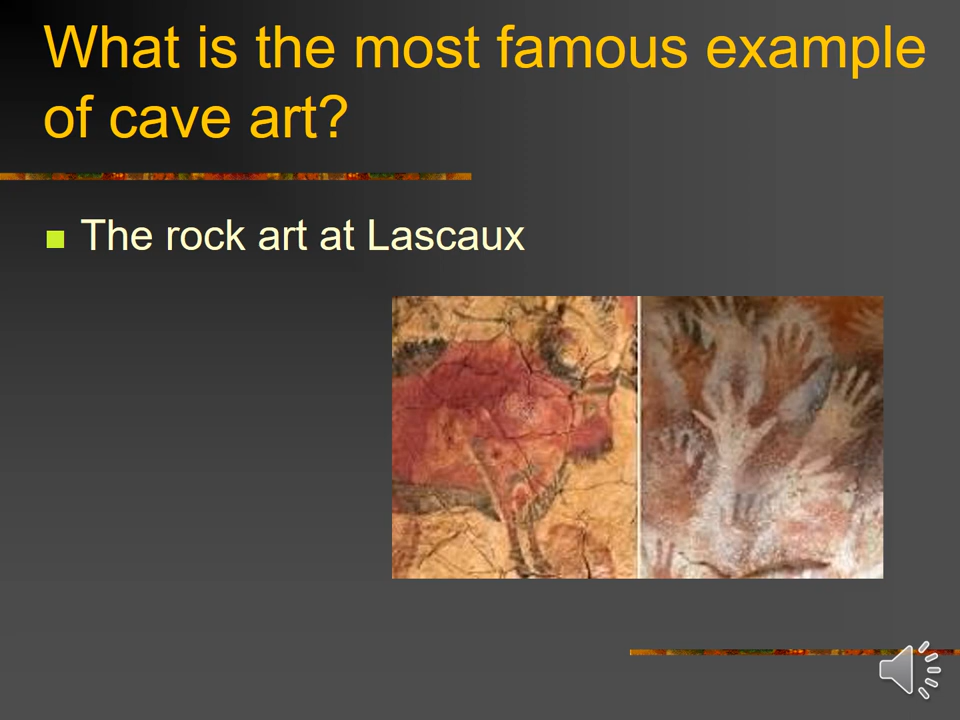 What is the most famous example
of cave art?
The rock art at Lascaux